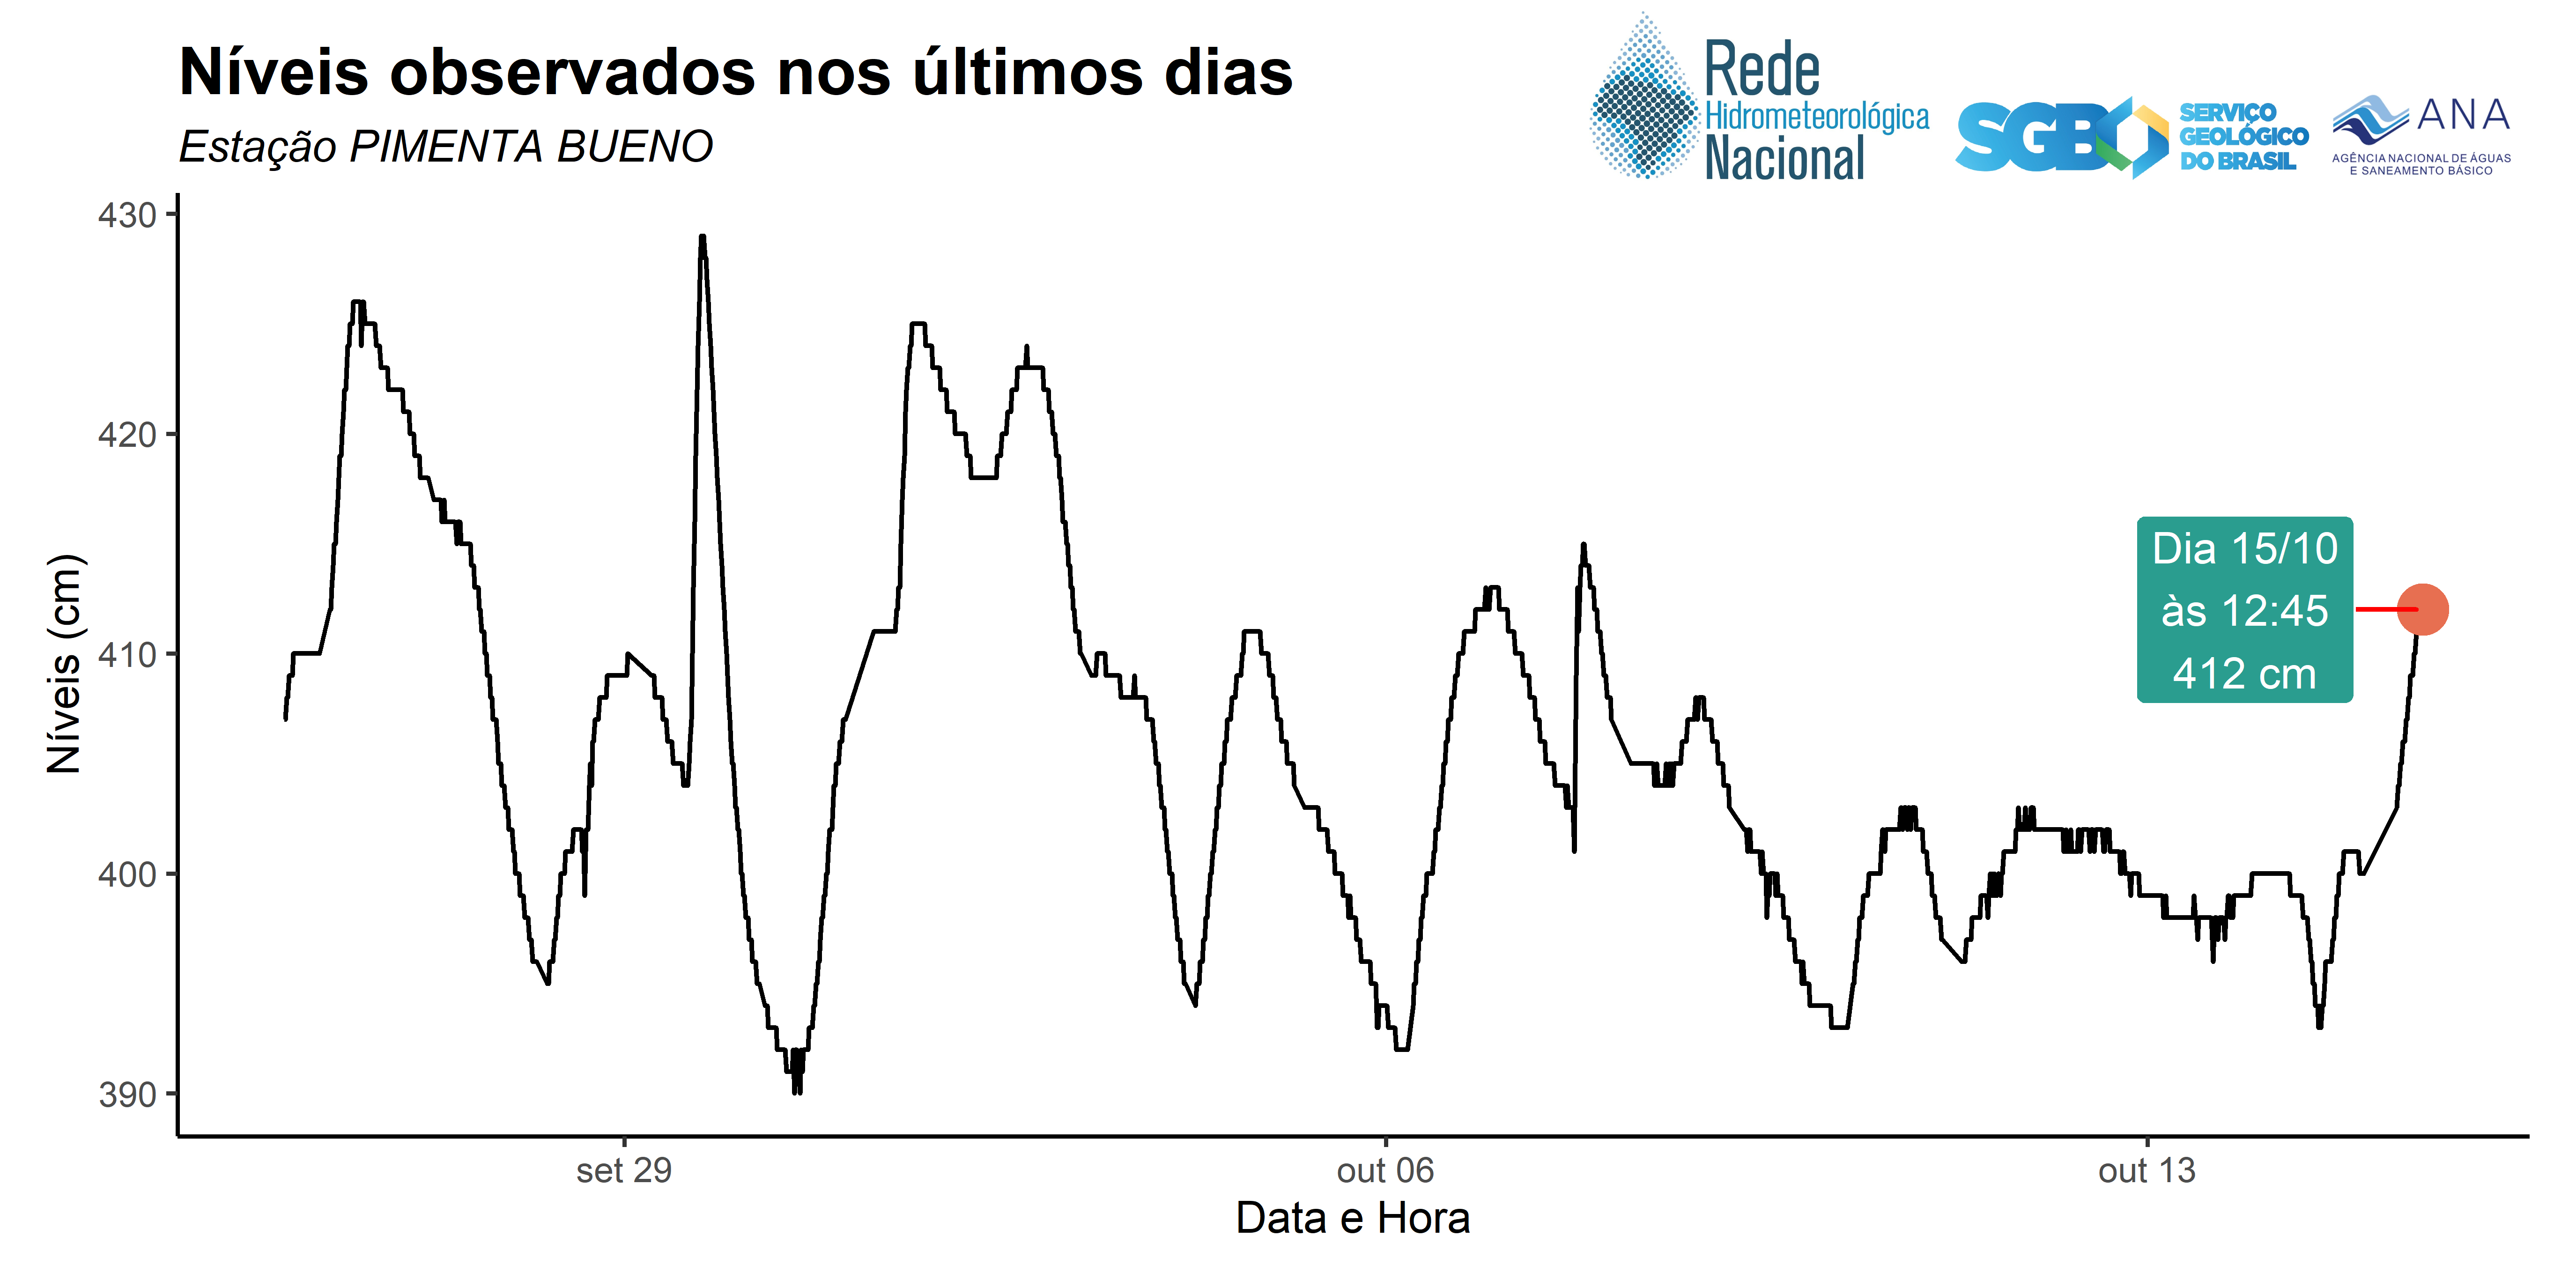 Níveis observados nos últimos dias
Estação PIMENTA BUENO
Rede
Hidrometeorológica
Nacional
SGB
SERVIÇO
GEOLÓGICO
DO BRASIL
ANA
AGÊNCIA NACIONAL DE ÁGUAS
E SANEAMENTO BÁSICO
Níveis (cm)
430
420
410
400
390
Dia 15/10
às 12:45
412 cm
set 29
out 06
out 13
Data e Hora